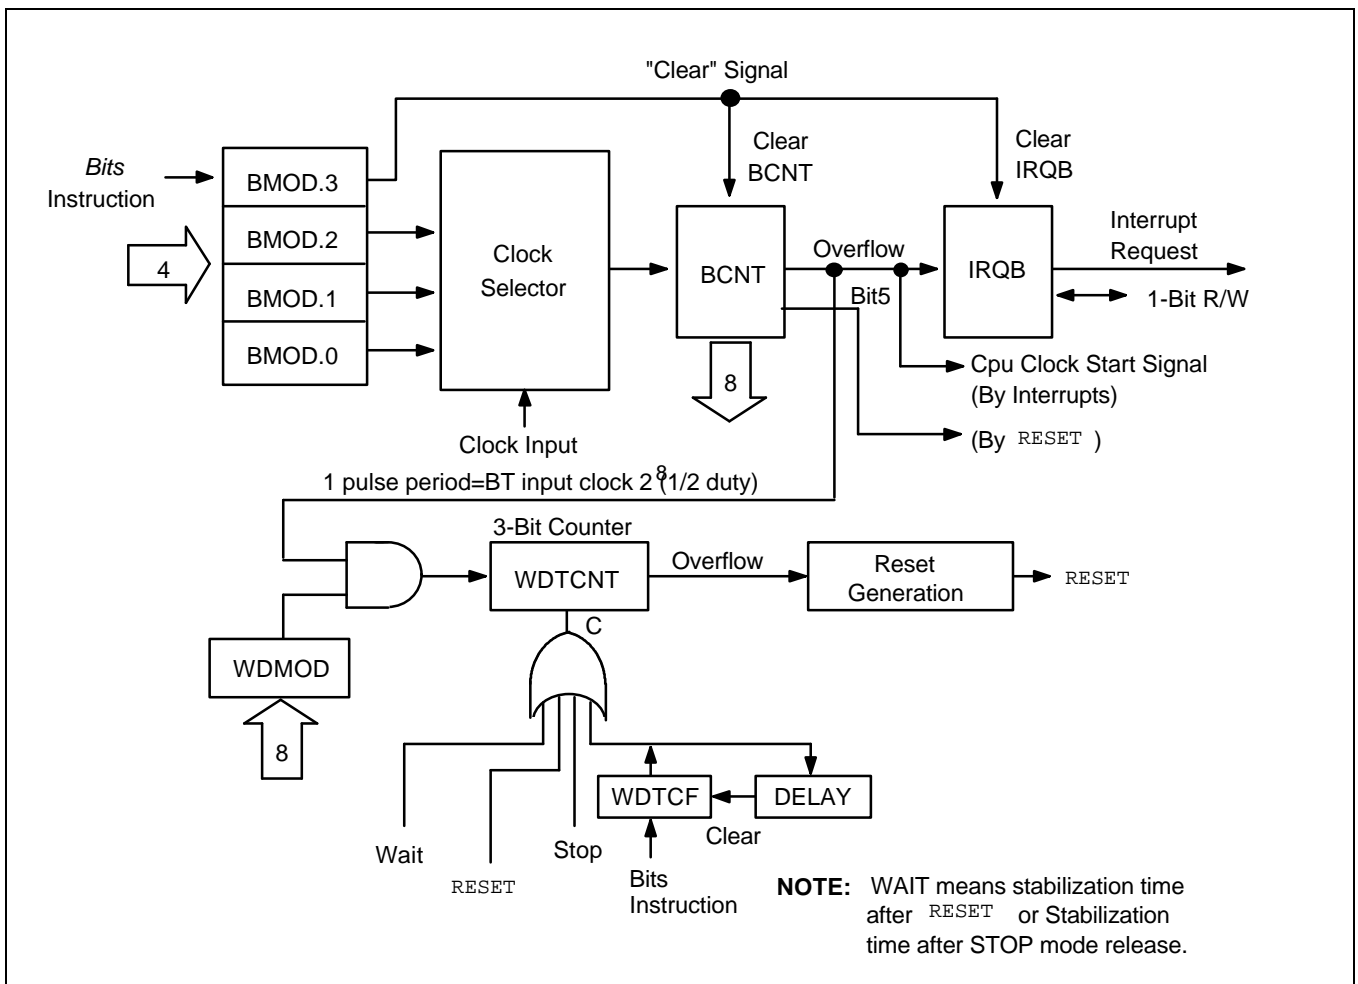 "Clear" Signal
Bits
Instruction
4
BMOD.3
BMOD.2
BMOD.1
BMOD.0
Clock
Selector
Clock Input
Clear
BCNT
BCNT
8
Overflow
Bit5
Clear
IRQB
IRQB
Interrupt
Request
1-Bit R/W
Cpu Clock Start Signal
(By Interrupts)
(By RESET )
1 pulse period=BT input clock 2 8 (1/2 duty)
3-Bit Counter
WDTCNT
Overflow
Reset
Generation
RESET
C
WDMOD
8
WDTCF
DELAY
Clear
Wait
RESET
Stop
Bits
Instruction
NOTE: WAIT means stabilization time
after RESET or Stabilization
time after STOP mode release.